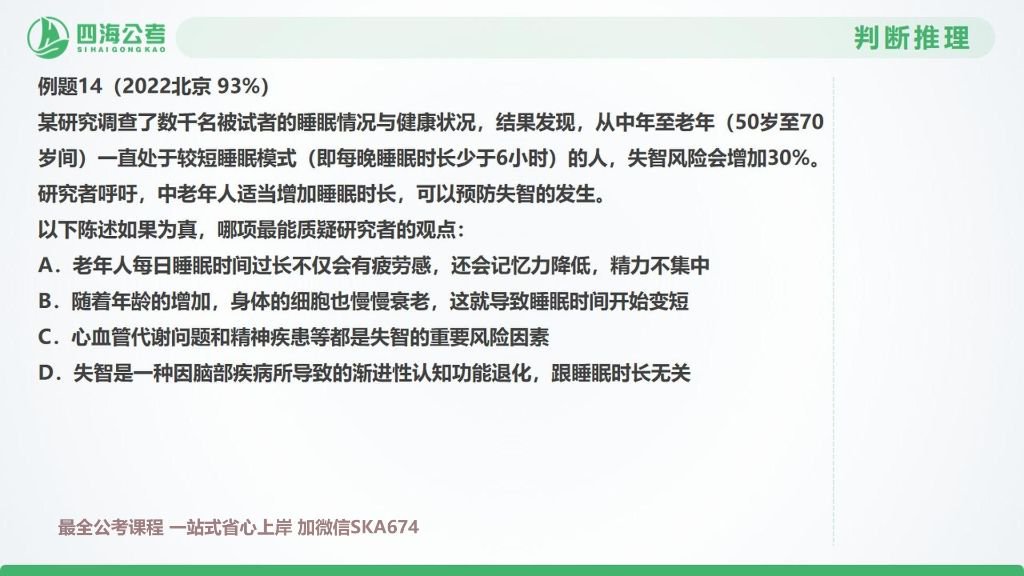 四海公考
SIHAIGONGKAO
判断推理
例题14（2022北京 93%）
某研究调查了数千名被试者的睡眠情况与健康状况，结果发现，从中年至老年（50岁至70
岁间）一直处于较短睡眠模式（即每晚睡眠时长少于6小时）的人，失智风险会增加30%。
研究者呼吁，中老年人适当增加睡眠时长，可以预防失智的发生。
以下陈述如果为真，哪项最能质疑研究者的观点：
A．老年人每日睡眠时间过长不仅会有疲劳感，还会记忆力降低，精力不集中
B．随着年龄的增加，身体的细胞也慢慢衰老，这就导致睡眠时间开始变短
C．心血管代谢问题和精神疾患等都是失智的重要风险因素
D．失智是一种因脑部疾病所导致的渐进性认知功能退化，跟睡眠时长无关
最全公考课程 一站式省心上岸 加微信SKA674